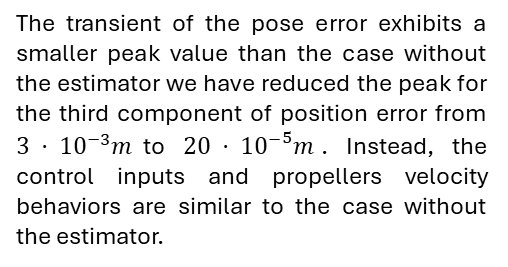 The transient of the pose error exhibits a
smaller peak value than the case without
the estimator we have reduced the peak for
the third component of position error from
3 · 10⁻³m to 20 · 10⁻⁵m . Instead, the
control inputs and propellers velocity
behaviors are similar to the case without
the estimator.